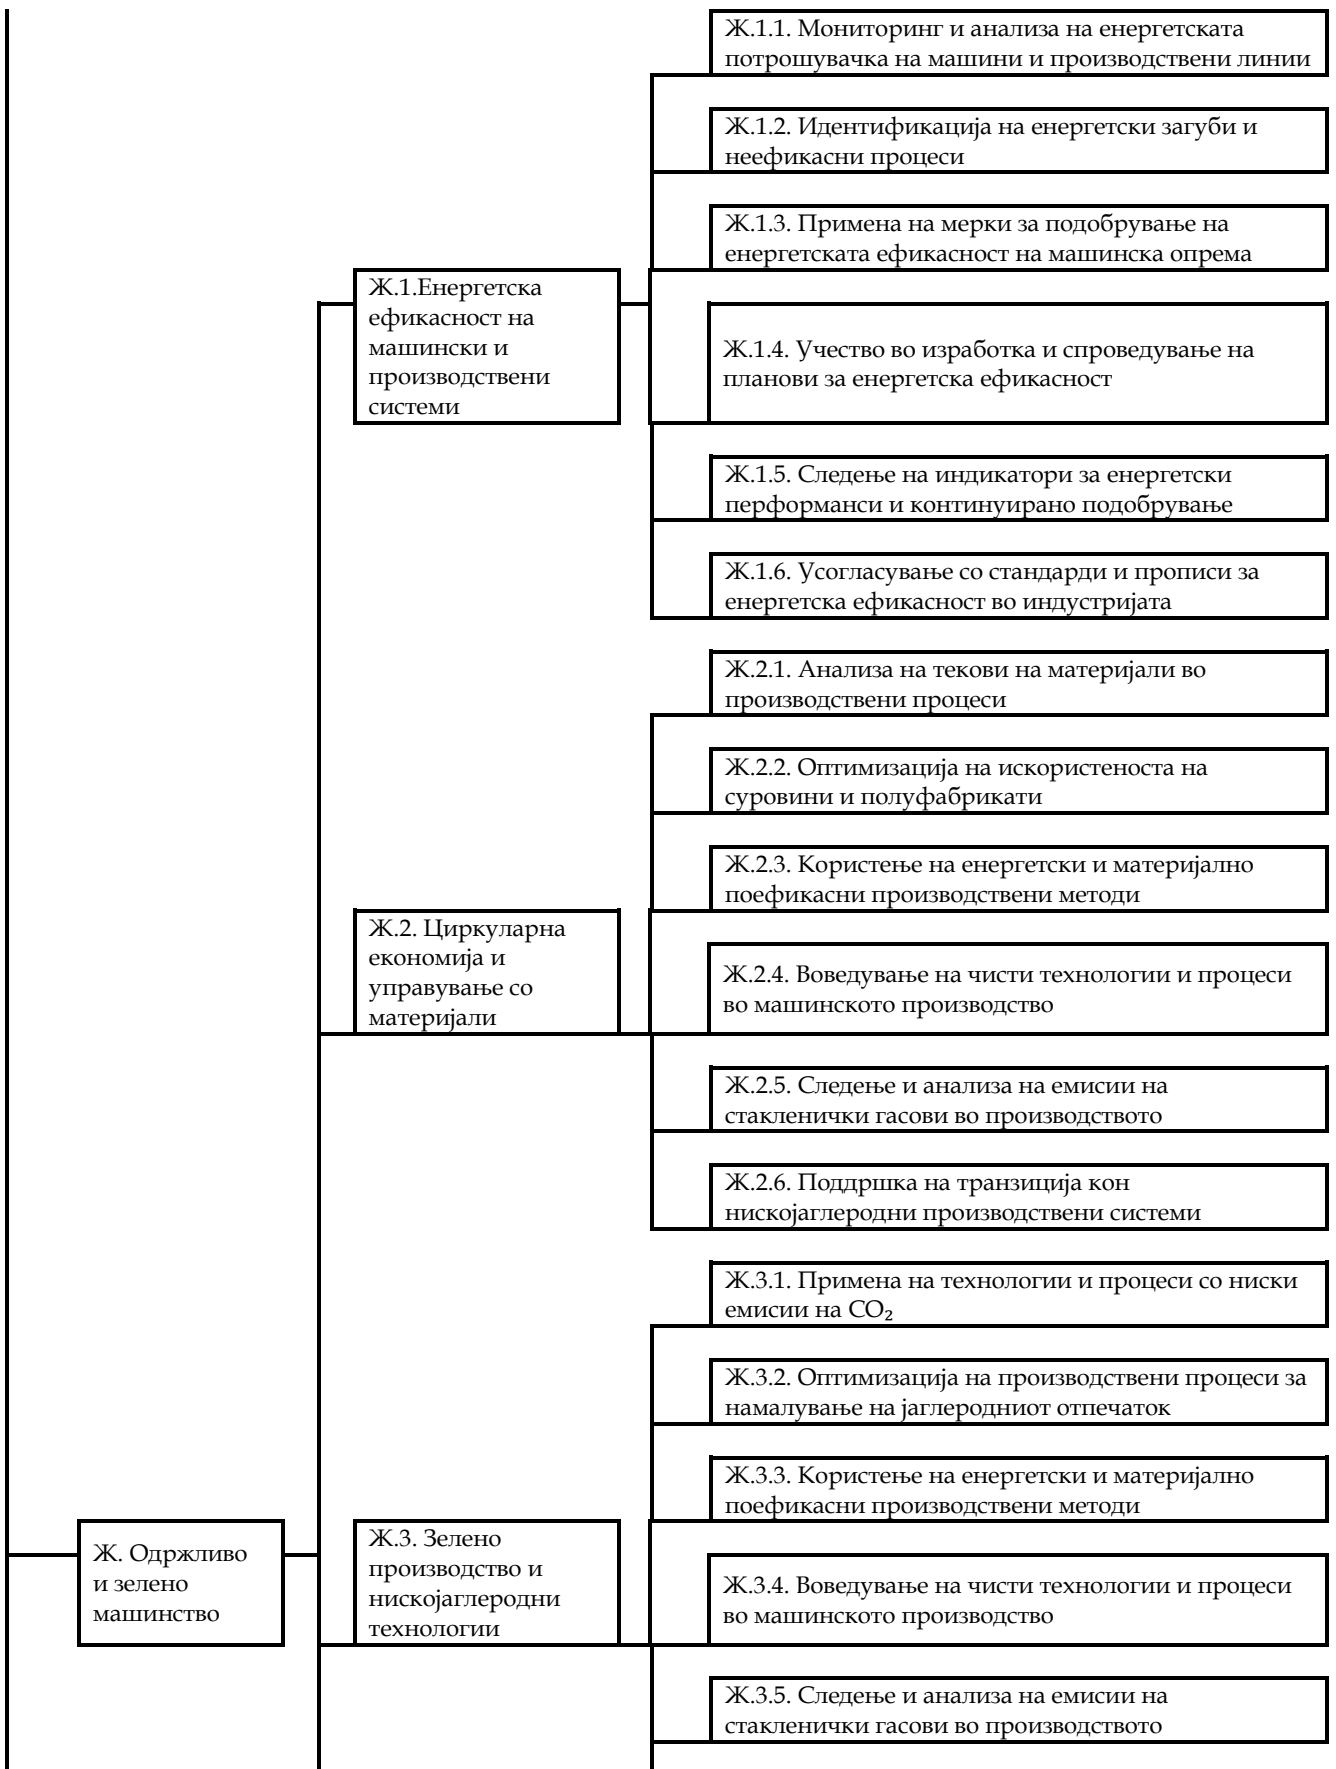 Ж.1.1. Мониторинг и анализа на енергетската
потрошувачка на машини и производствени линии
Ж.1.2. Идентификација на енергетски загуби и
неефикасни процеси
Ж.1.3. Примена на мерки за подобрување на
енергетската ефикасност на машинска опрема
Ж.1.Енергетска
ефикасност на
машински и
производствени
системи
Ж.1.4. Учество во изработка и спроведување на
планови за енергетска ефикасност
Ж.1.5. Следење на индикатори за енергетски
перформанси и континуирано подобрување
Ж.1.6. Усогласување со стандарди и прописи за
енергетска ефикасност во индустријата
Ж.2.1. Анализа на текови на материјали во
производствени процеси
Ж.2.2. Оптимизација на искористеноста на
суровини и полуфабрикати
Ж.2.3. Користење на енергетски и материјално
поефикасни производствени методи
Ж.2. Циркуларна
економија и
управување со
материјали
Ж.2.4. Воведување на чисти технологии и процеси
во машинското производство
Ж.2.5. Следење и анализа на емисии на
стакленички гасови во производството
Ж.2.6. Поддршка на транзиција кон
нискојаглеродни производствени системи
Ж.3.1. Примена на технологии и процеси со ниски
емисии на CO₂
Ж.3.2. Оптимизација на производствени процеси за
намалување на јаглеродниот отпечаток
Ж.3.3. Користење на енергетски и материјално
поефикасни производствени методи
Ж. Одржливо
и зелено
машинство
Ж.3. Зелено
производство и
нискојаглеродни
технологии
Ж.3.4. Воведување на чисти технологии и процеси
во машинското производство
Ж.3.5. Следење и анализа на емисии на
стакленички гасови во производството